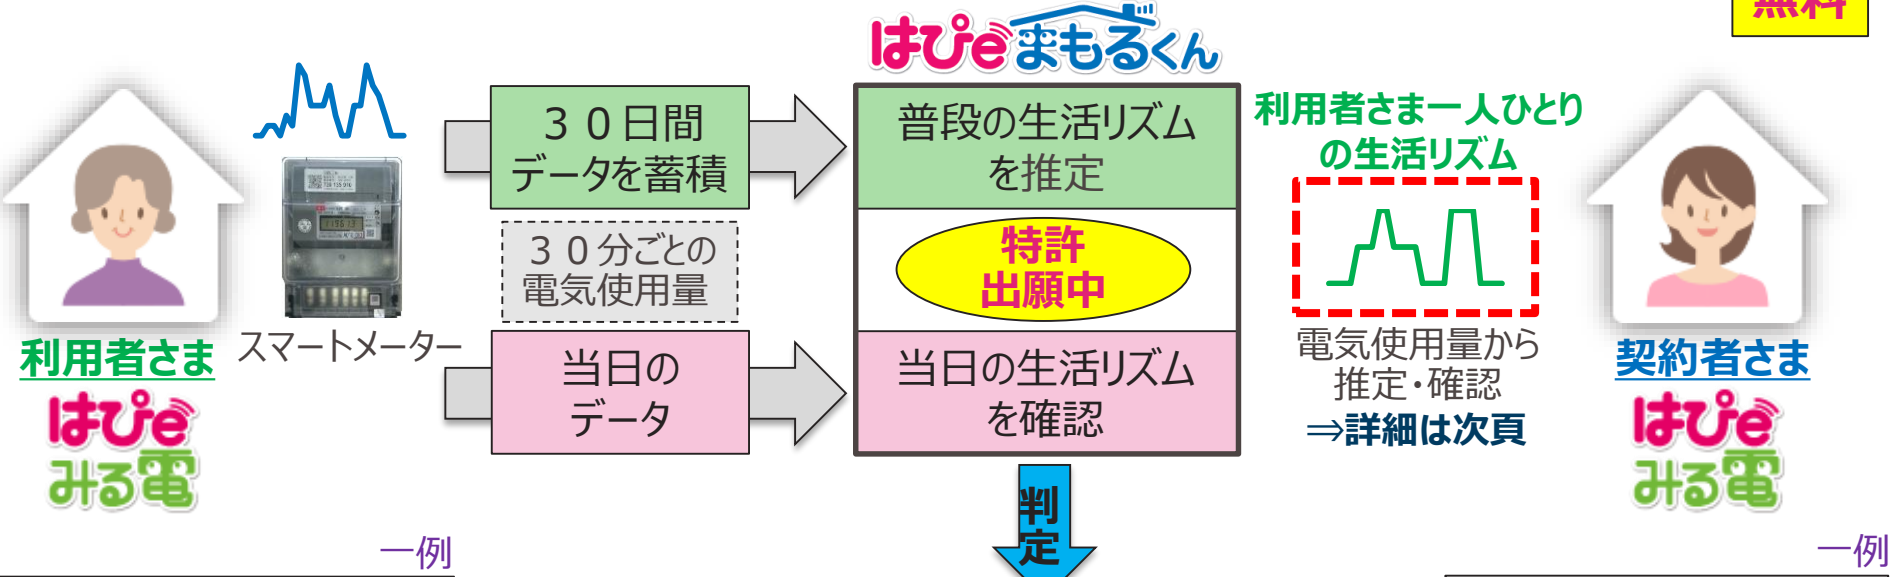 無料
はぴeまもるくん
３０日間
データを蓄積
普段の生活リズム
を推定
利用者さま一人ひとり
の生活リズム
３０分ごとの
電気使用量
特許
出願中
スマートメーター
利用者さま
はぴe
みる電
当日の
データ
当日の生活リズム
を確認
電気使用量から
推定・確認
⇒詳細は次頁
契約者さま
はぴe
みる電
判定
一例
一例